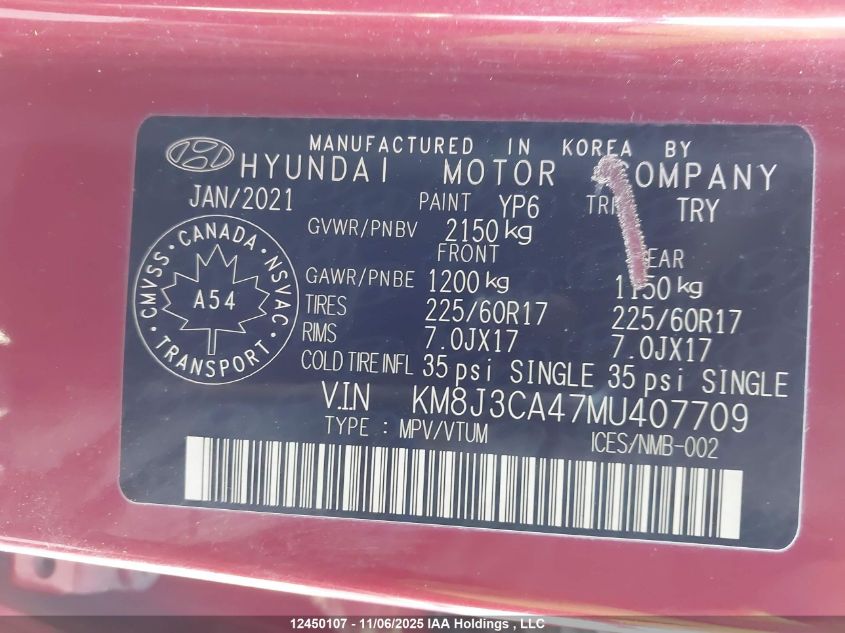 MANUFACTURED IN KOREA BY
HYUNDAI MOTOR COMPANY
JAN/2021 PAINT YP6 TRY
GVWR/PNBV 2150 kg
FRONT REAR
GAWR/PNBE 1200 kg 1150 kg
TIRES 225/60R17 225/60R17
RIMS 7.0JX17 7.0JX17
COLD TIRE INFL 35 psi SINGLE 35 psi SINGLE
V.I.N KM8J3CA47MU407709
TYPE : MPV/VTUM ICES/NMB-002
CMVSS • CANADA • NSVAC • TRANSPORT •
A54
12450107 - 11/06/2025 IAA Holdings , LLC